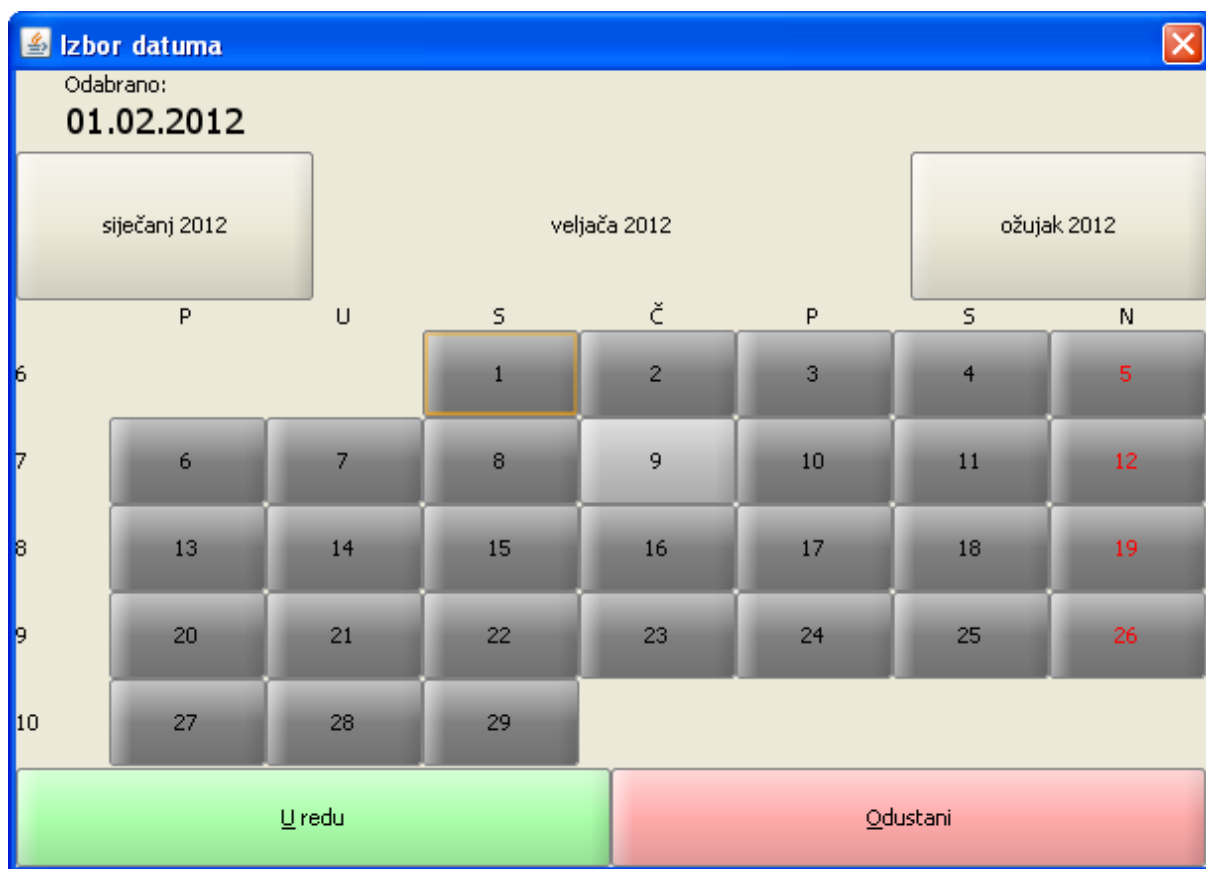 Izbor datuma
Odabrano:
01.02.2012
siječanj 2012 veljača 2012 ožujak 2012
P U S Č P S N
6 1 2 3 4 5
7 6 7 8 9 10 11 12
8 13 14 15 16 17 18 19
9 20 21 22 23 24 25 26
10 27 28 29
U redu Odustani